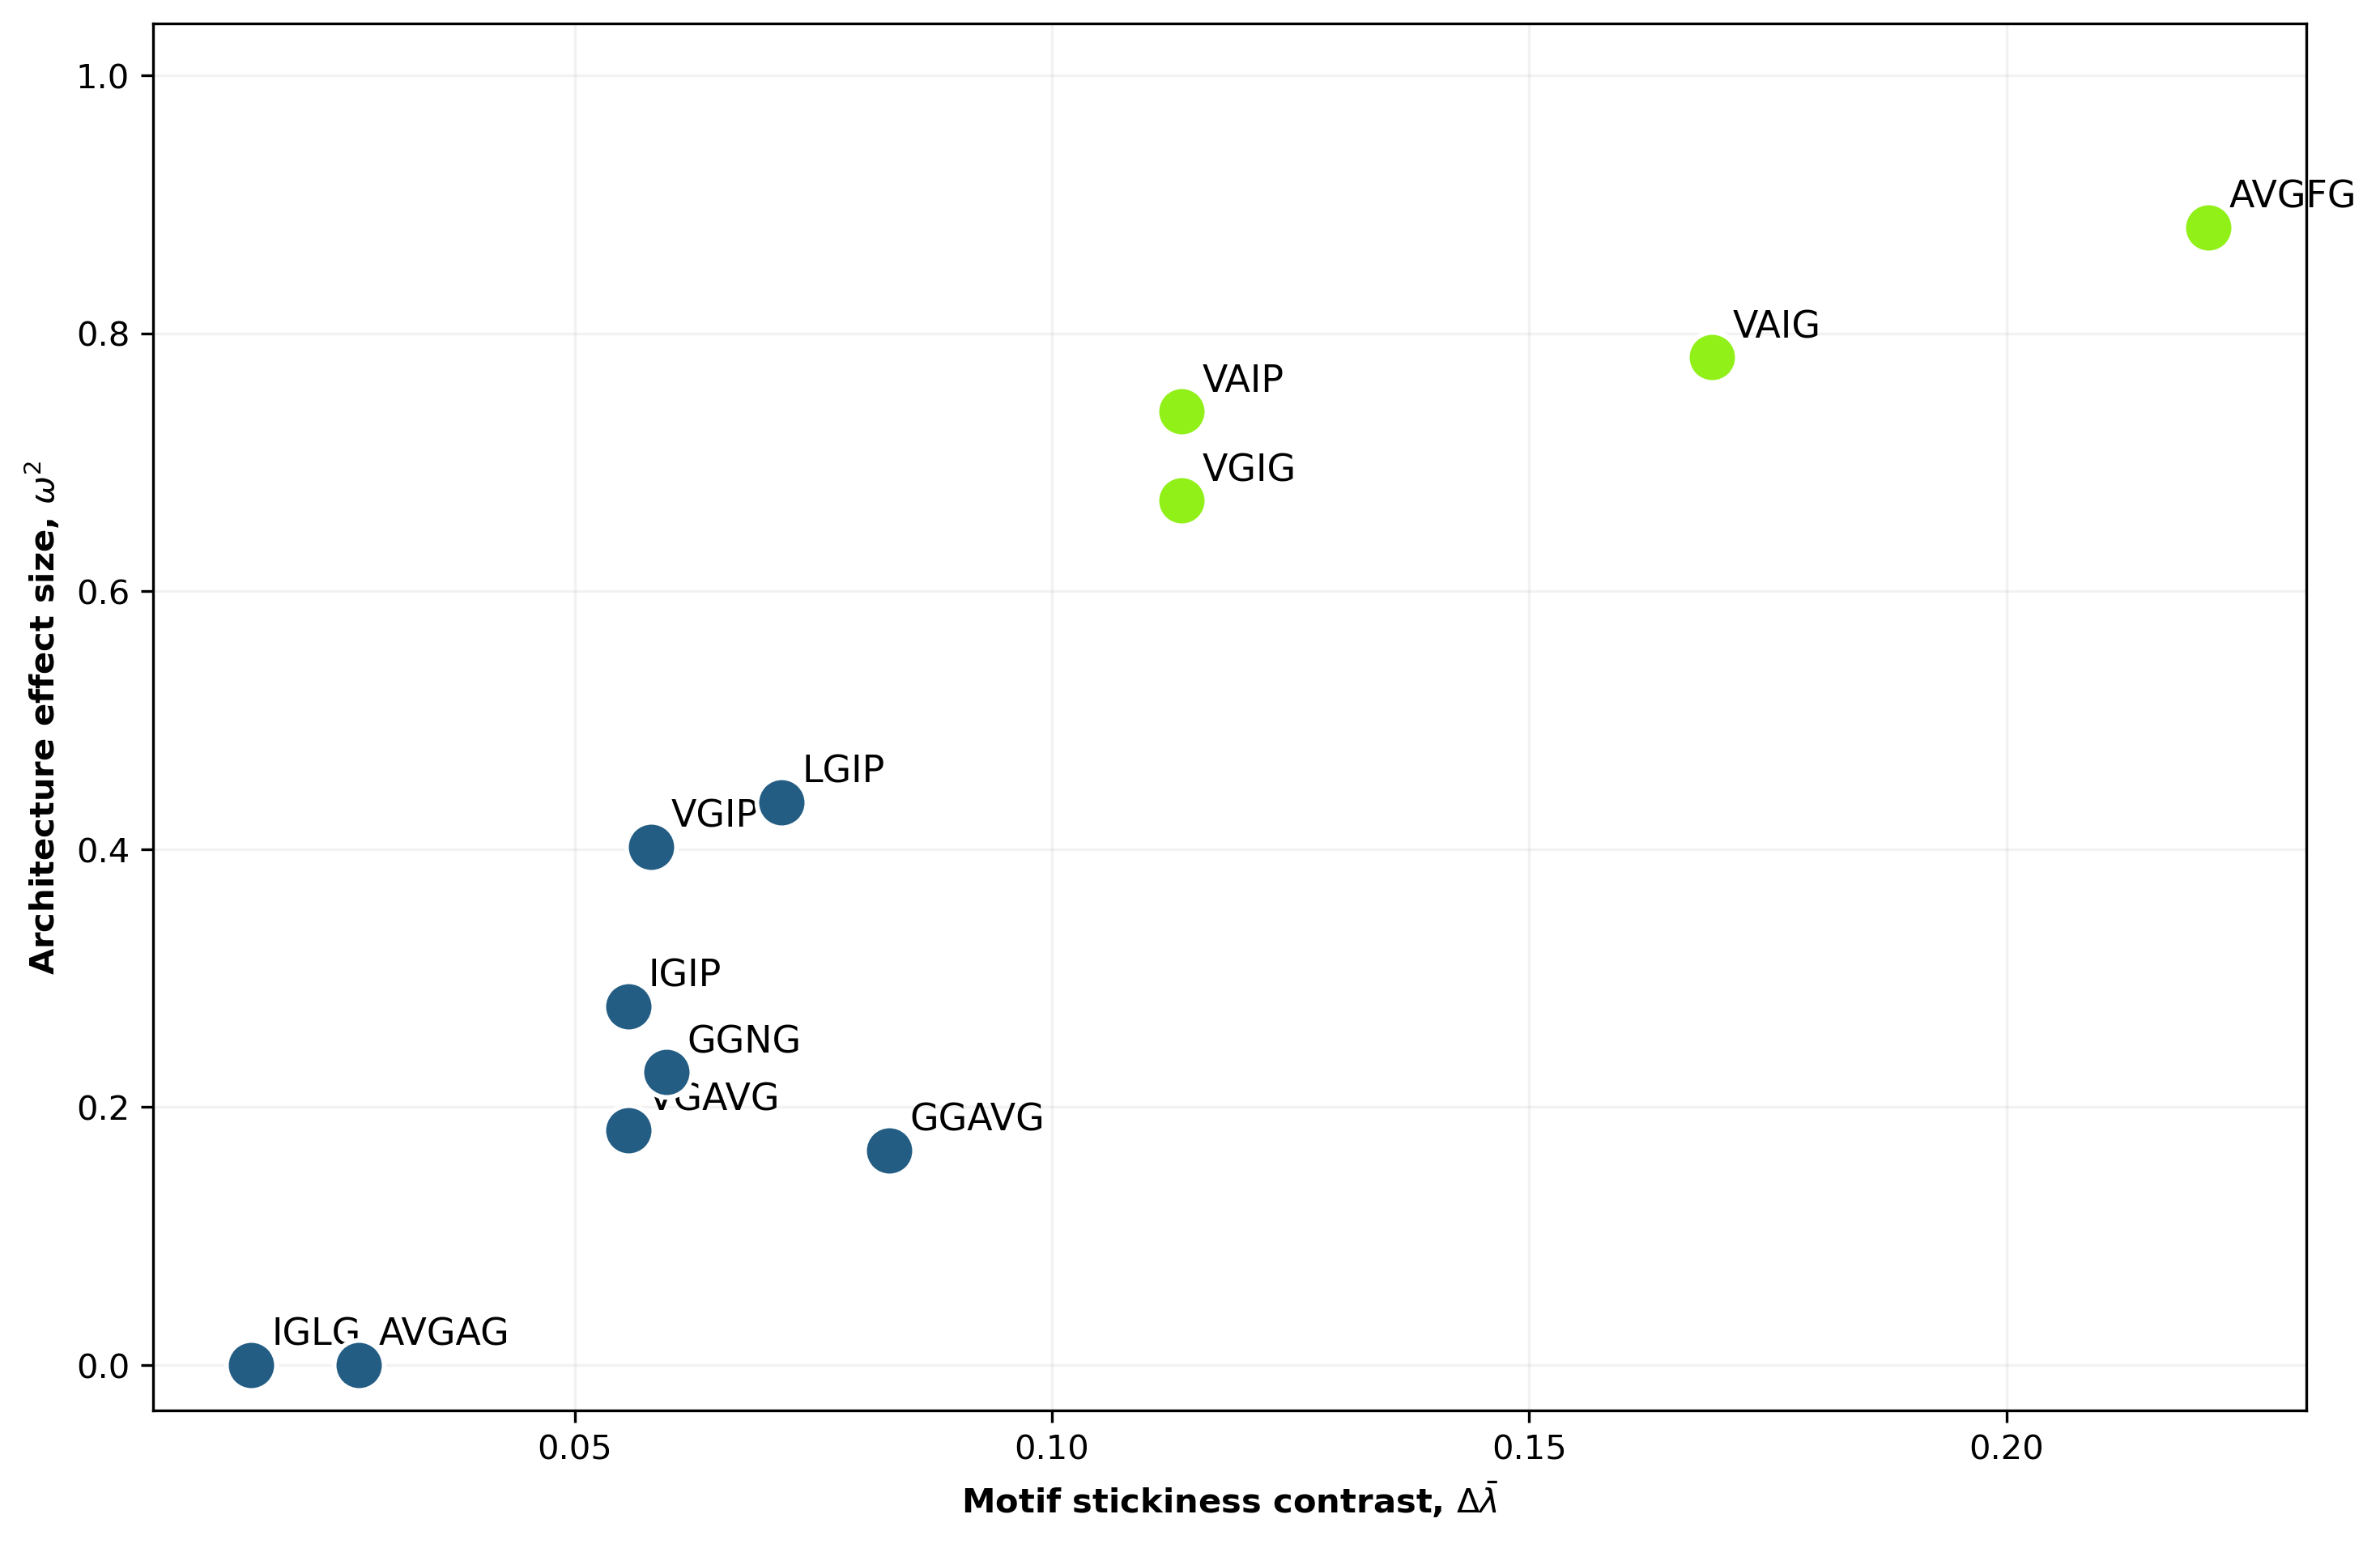 1.0
0.8
0.6
0.4
0.2
0.0
Architecture effect size, ω²
AVGFG
VAIG
VAIP
VGIG
LGIP
VGIP
IGIP
GGNG
VGAVG
GGAVG
IGLG
AVGAG
0.05 0.10 0.15 0.20
Motif stickiness contrast, Δλ̄